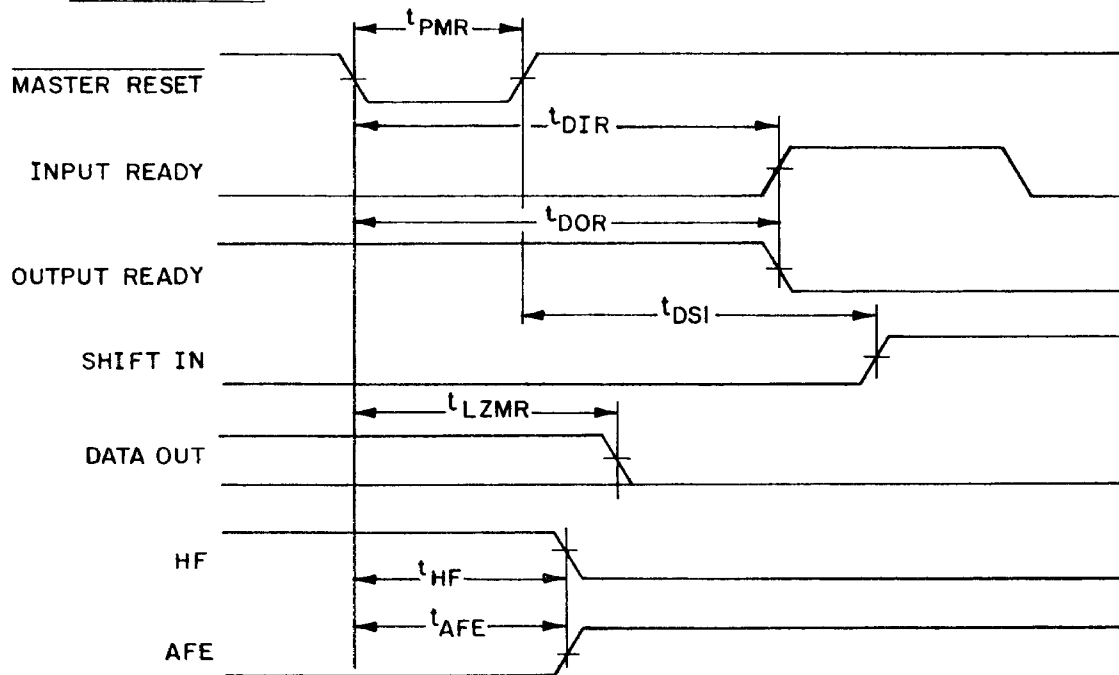 tPMR
MASTER RESET
tDIR
INPUT READY
tDOR
OUTPUT READY
tDSI
SHIFT IN
tLZMR
DATA OUT
HF
tHF
tAFE
AFE